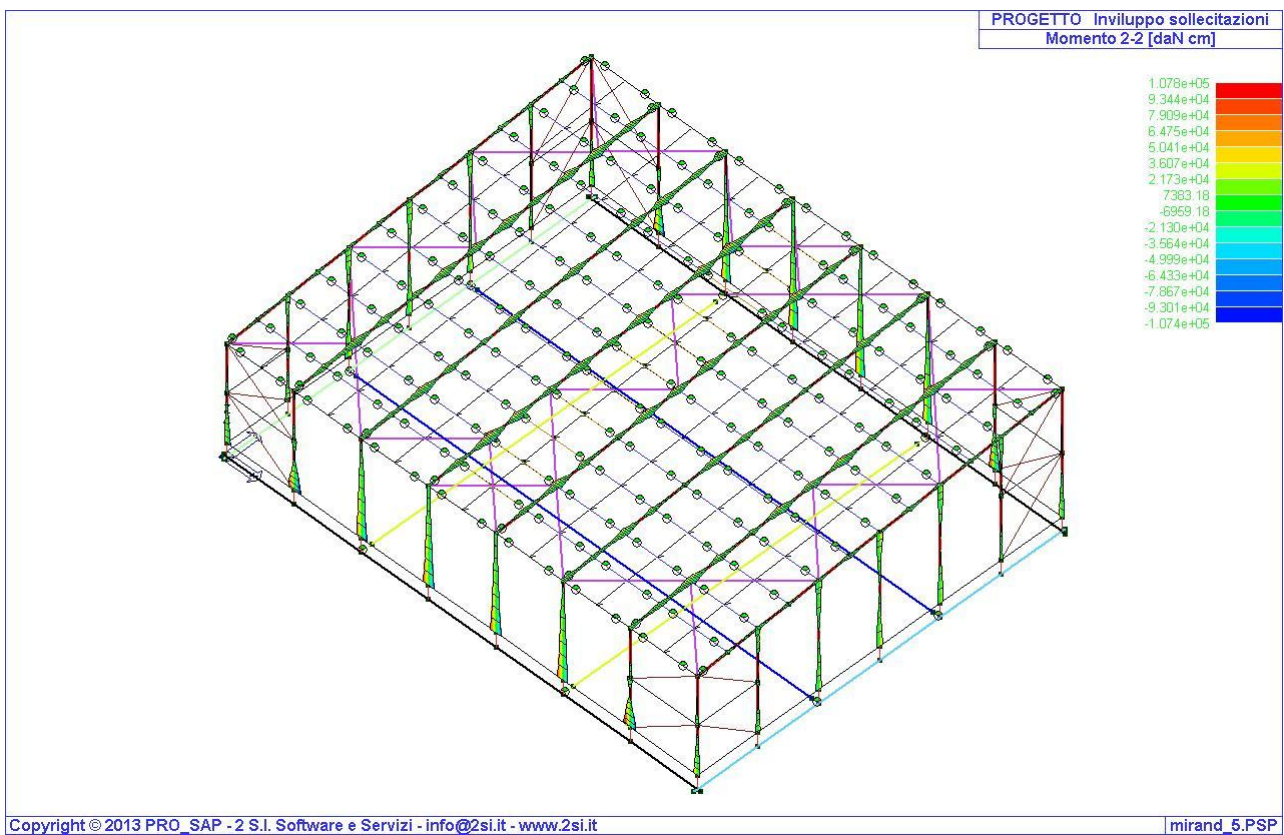 PROGETTO Inviluppo sollecitazioni
Momento 2-2 [daN cm]
1.078e+05
9.344e+04
7.909e+04
6.475e+04
5.041e+04
3.607e+04
2.173e+04
7383.18
-6959.18
-2.130e+04
-3.564e+04
-4.999e+04
-6.433e+04
-7.867e+04
-9.301e+04
-1.074e+05
Copyright © 2013 PRO_SAP - 2 S.I. Software e Servizi - info@2si.it - www.2si.it
mirand_5.PSP